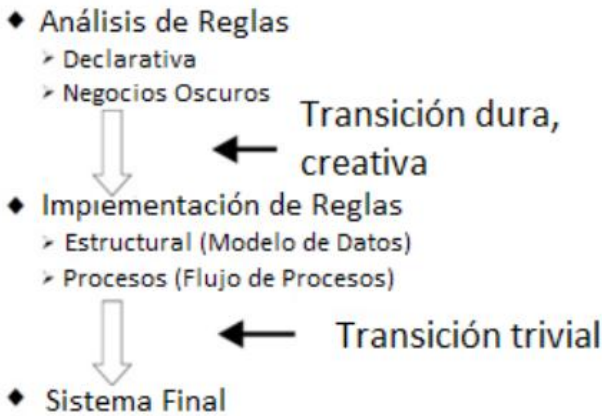 ◆ Análisis de Reglas
➢ Declarativa
➢ Negocios Oscuros
Transición dura,
creativa
◆ Implementación de Reglas
➢ Estructural (Modelo de Datos)
➢ Procesos (Flujo de Procesos)
Transición trivial
◆ Sistema Final